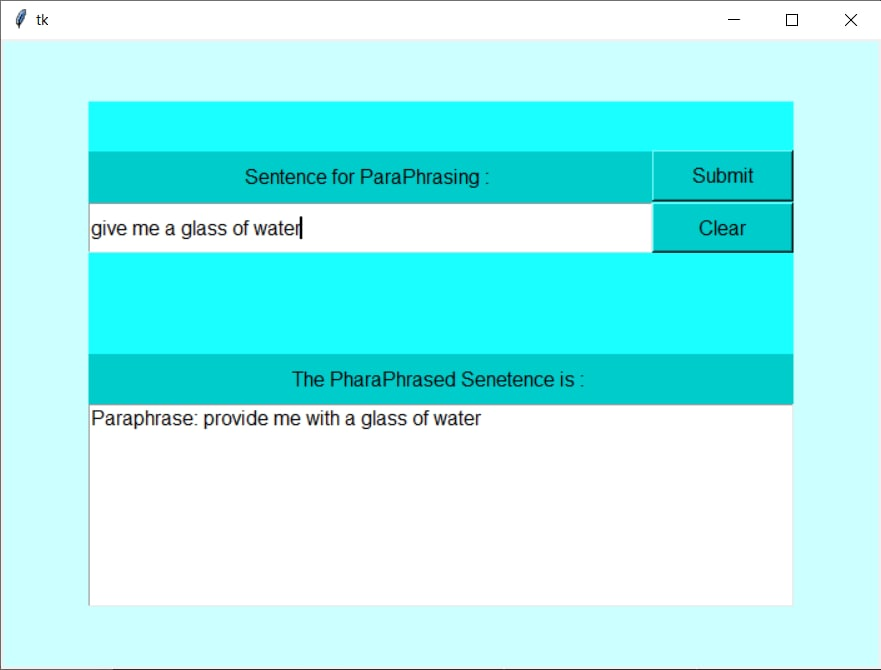 tk
Sentence for ParaPhrasing :
Submit
give me a glass of water
Clear
The PharaPhrased Senetence is :
Paraphrase: provide me with a glass of water